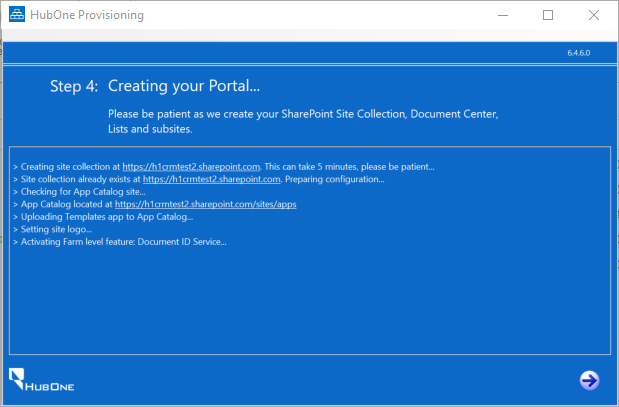 HubOne Provisioning
6.4.6.0
Step 4: Creating your Portal...
Please be patient as we create your SharePoint Site Collection, Document Center,
Lists and subsites.
> Creating site collection at https://h1crmtest2.sharepoint.com. This can take 5 minutes, please be patient...
> Site collection already exists at https://h1crmtest2.sharepoint.com. Preparing configuration...
> Checking for App Catalog site...
> App Catalog located at https://h1crmtest2.sharepoint.com/sites/apps
> Uploading Templates app to App Catalog...
> Setting site logo...
> Activating Farm level feature: Document ID Service...
HUBONE